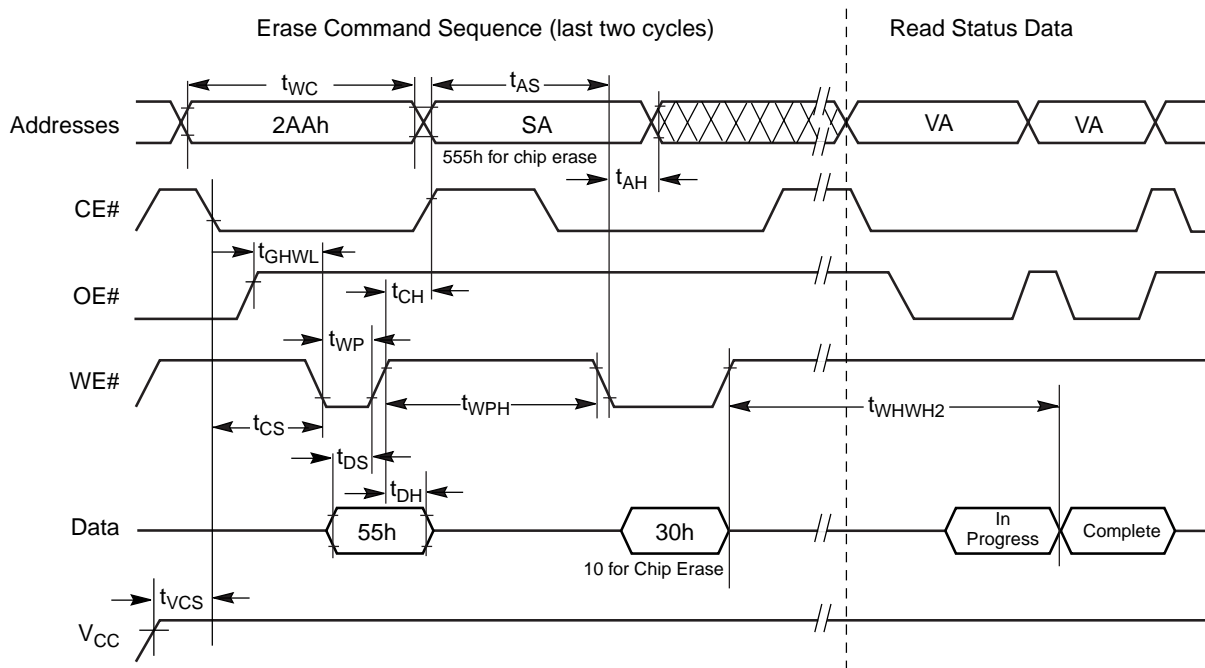 Erase Command Sequence (last two cycles)
Read Status Data
tWC
tAS
Addresses
2AAh
SA
VA
VA
555h for chip erase
tAH
CE#
tGHWL
OE#
tCH
tWP
WE#
tWPH
tWHWH2
tCS
tDS
tDH
Data
55h
30h
In
Progress
Complete
10 for Chip Erase
tVCS
VCC